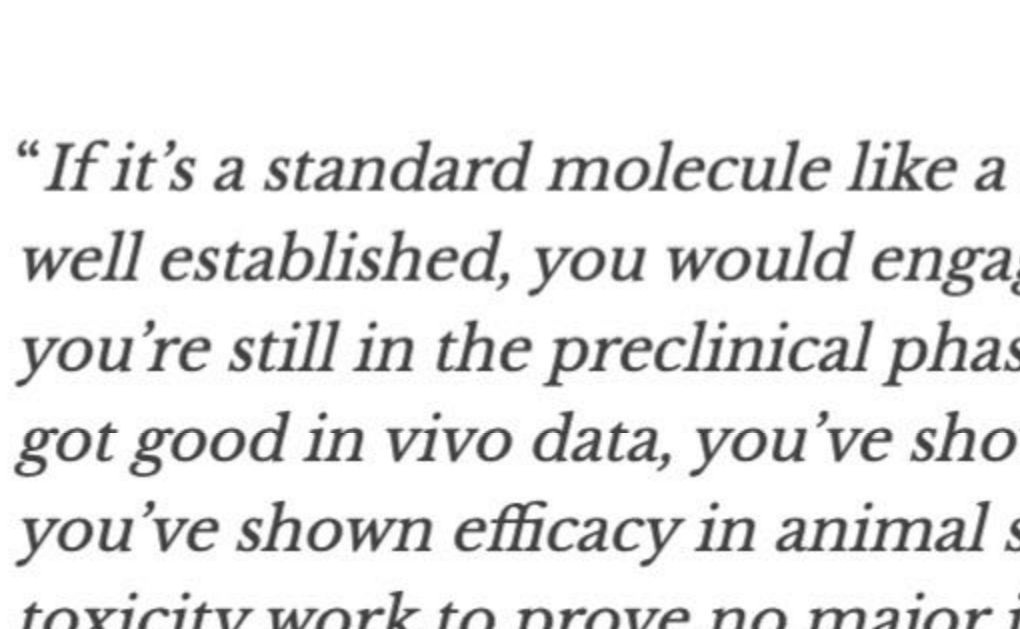 “If it’s a standard molecule like a
well established, you would
you’re still in the preclinical
got good in vivo data, you’ve
you’ve shown efficacy in animal
toxicity work to prove no major